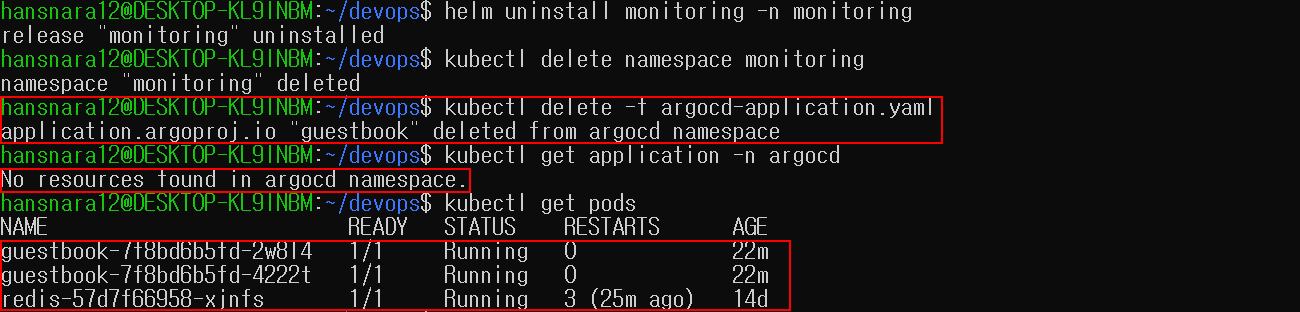 hansnara12@DESKTOP-KL9INBM:~/devops$ helm uninstall monitoring -n monitoring
release "monitoring" uninstalled
hansnara12@DESKTOP-KL9INBM:~/devops$ kubectl delete namespace monitoring
namespace "monitoring" deleted
hansnara12@DESKTOP-KL9INBM:~/devops$ kubectl delete -f argocd-application.yaml
application.argoproj.io "guestbook" deleted from argocd namespace
hansnara12@DESKTOP-KL9INBM:~/devops$ kubectl get application -n argocd
No resources found in argocd namespace.
hansnara12@DESKTOP-KL9INBM:~/devops$ kubectl get pods
NAME READY STATUS RESTARTS AGE
guestbook-7f8bd6b5fd-2w8l4 1/1 Running 0 22m
guestbook-7f8bd6b5fd-4222t 1/1 Running 0 22m
redis-57d7f66958-xjnfs 1/1 Running 3 (25m ago) 14d